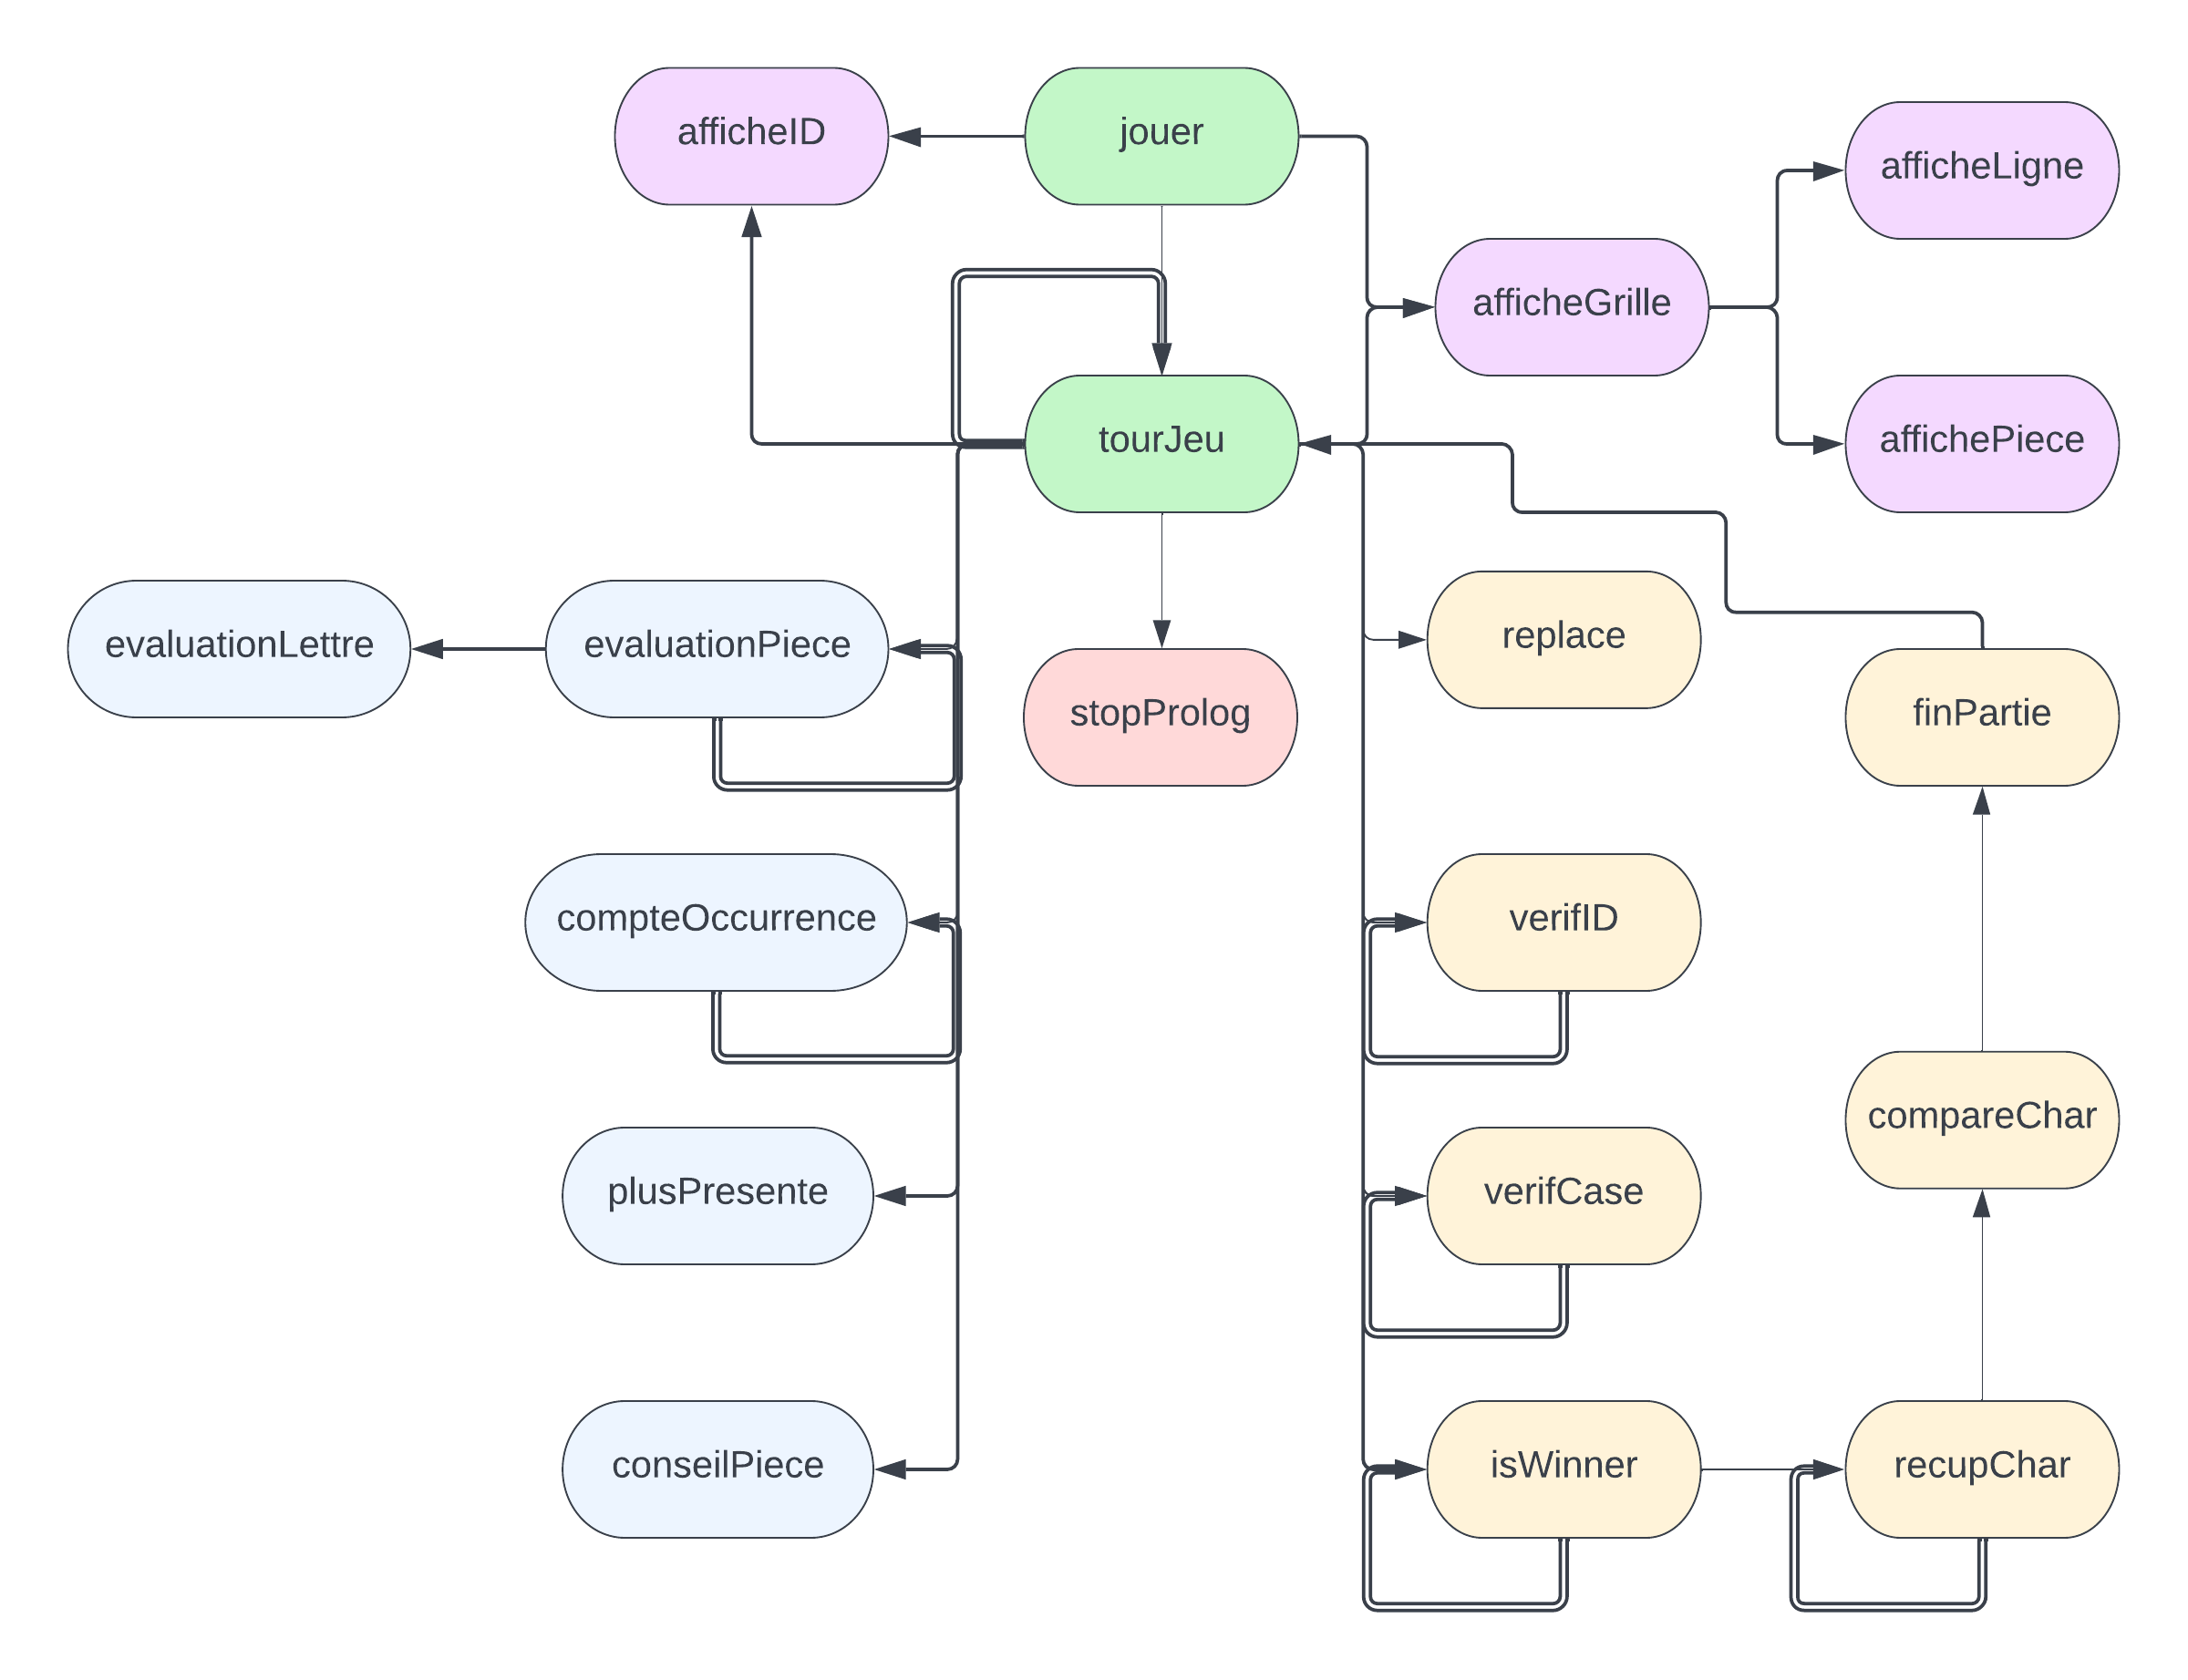 afficheID
jouer
afficheLigne
afficheGrille
tourJeu
affichePiece
evaluationLettre
evaluationPiece
replace
stopProlog
finPartie
compteOccurrence
verifID
compareChar
plusPresente
verifCase
conseilPiece
isWinner
recupChar